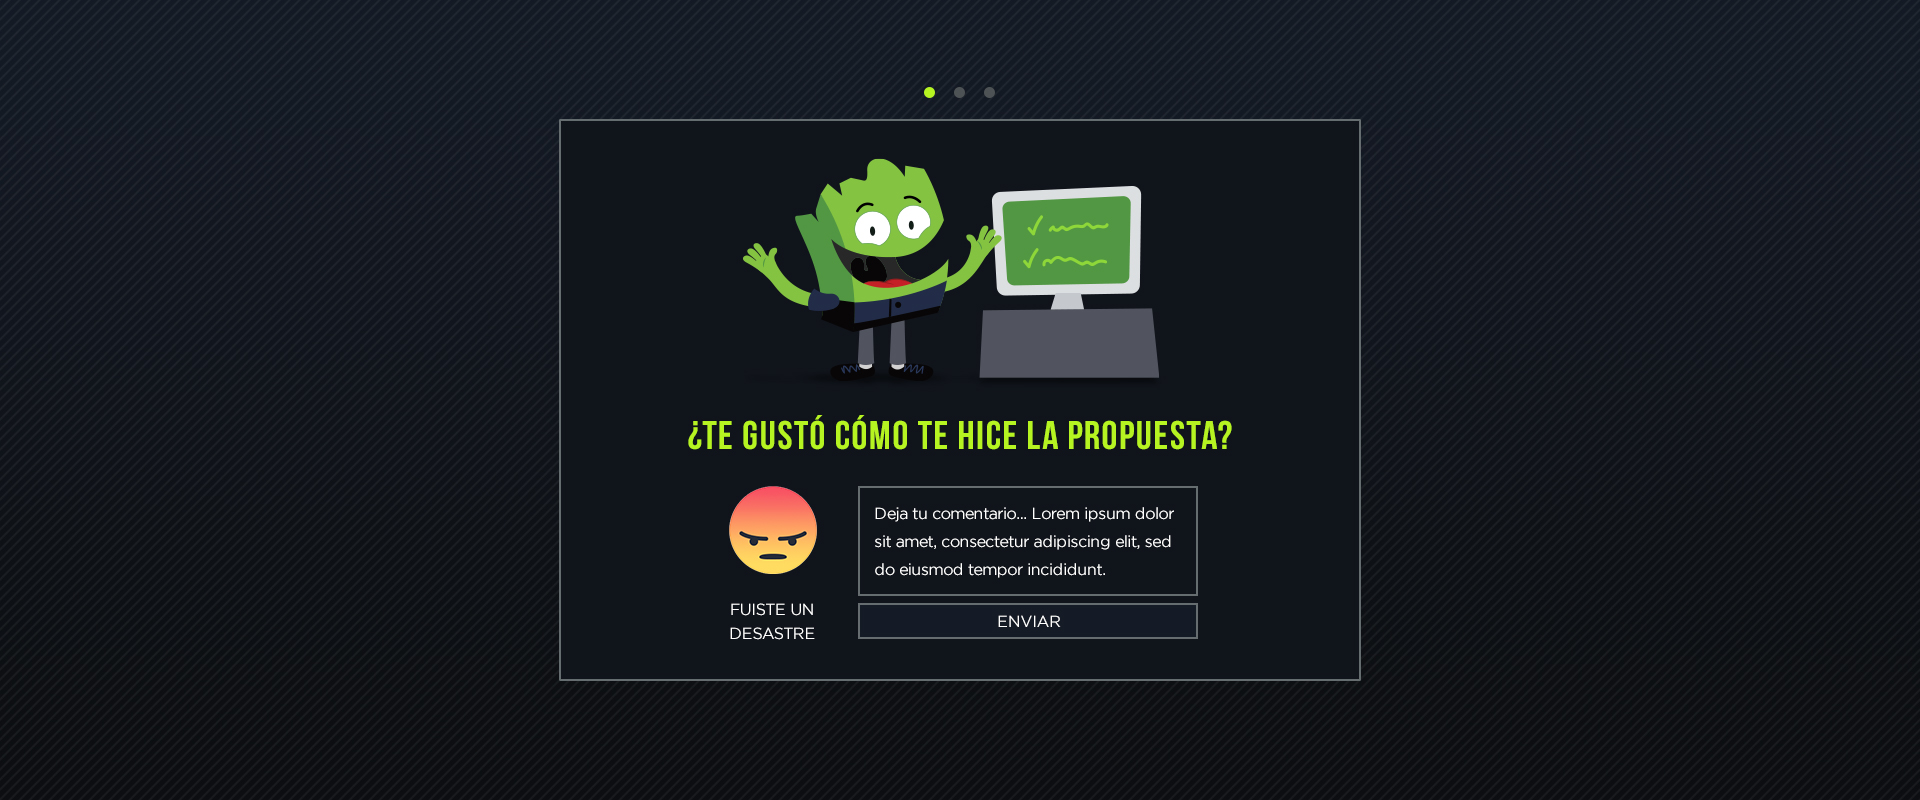 ¿TE GUSTÓ CÓMO TE HICE LA PROPUESTA?
FUISTE UN
DESASTRE
Deja tu comentario... Lorem ipsum dolor
sit amet, consectetur adipiscing elit, sed
do eiusmod tempor incididunt.
ENVIAR